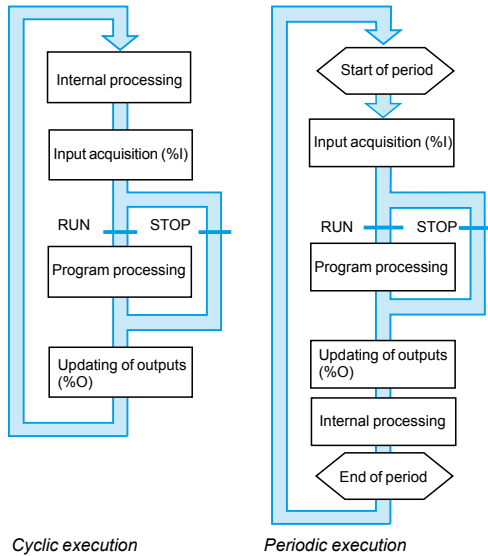 Internal processing
Input acquisition (%I)
RUN
STOP
Program processing
Updating of outputs
(%O)
Cyclic execution
Start of period
Input acquisition (%I)
RUN
STOP
Program processing
Updating of outputs
(%O)
Internal processing
End of period
Periodic execution